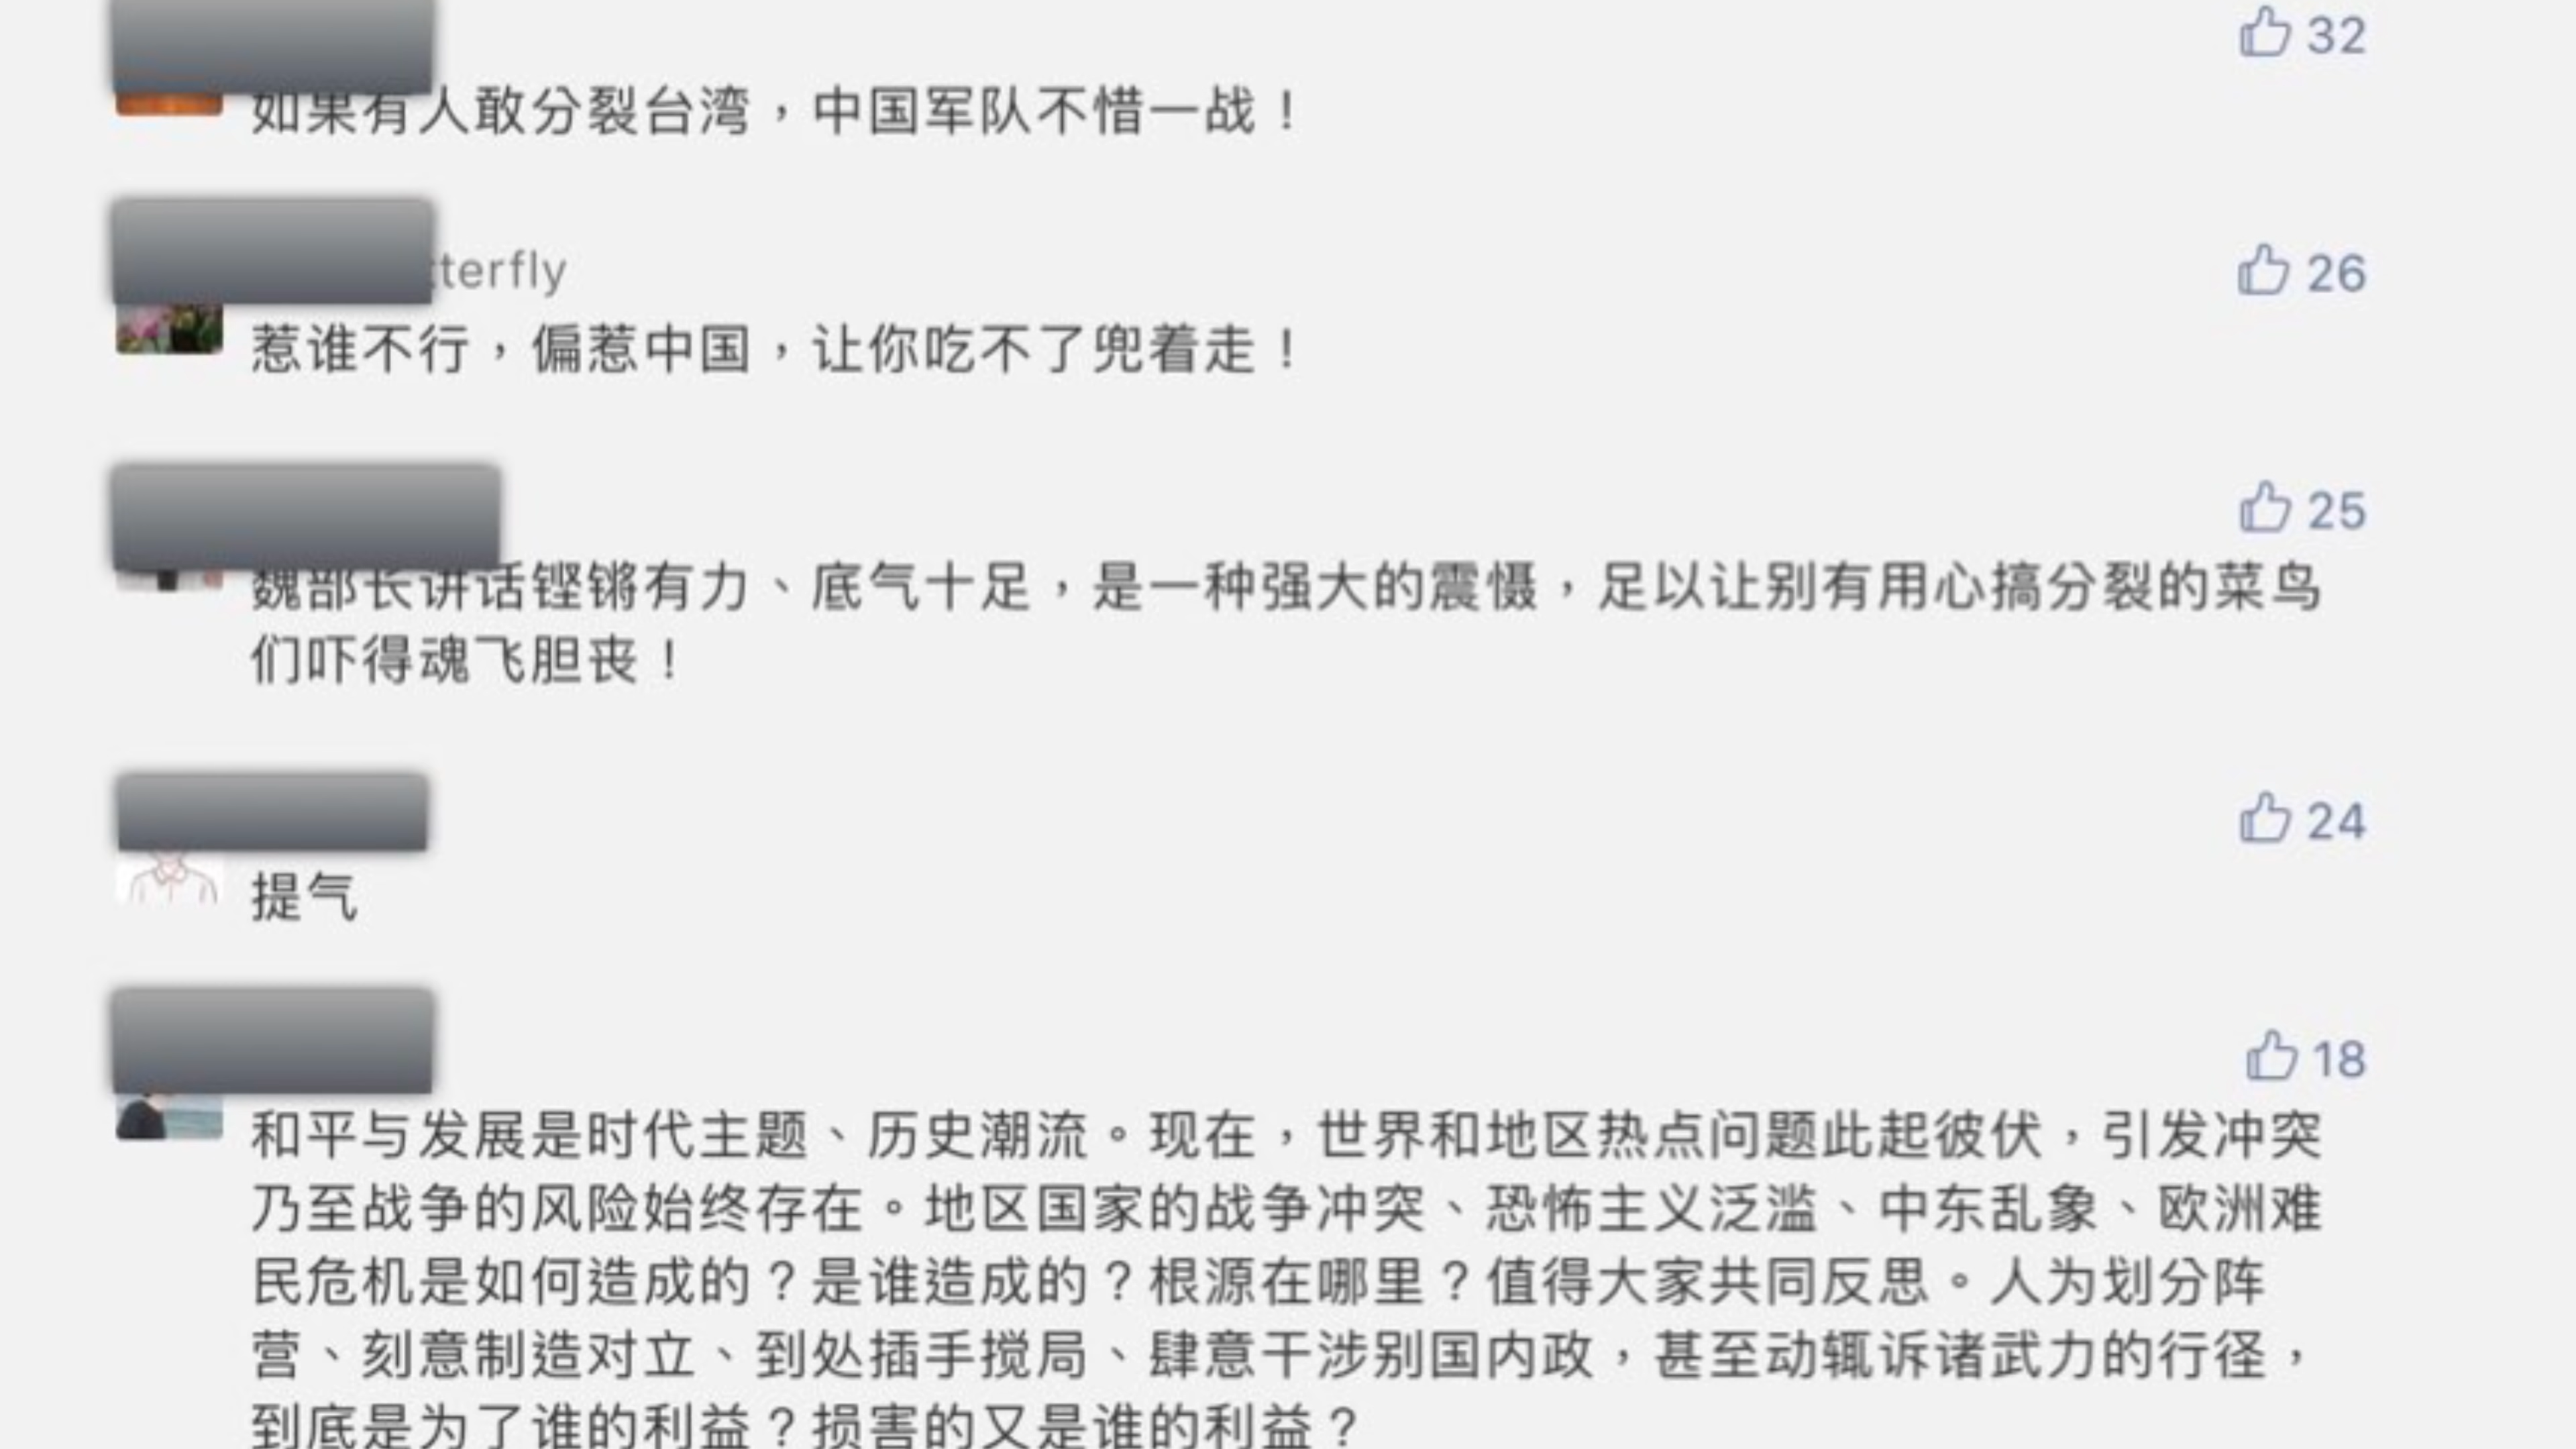 32
如果有人敢分裂台湾，中国军队不惜一战！
tterfly
26
惹谁不行，偏惹中国，让你吃不了兜着走！
25
魏部长讲话铿锵有力、底气十足，是一种强大的震慑，足以让别有用心搞分裂的菜鸟
们吓得魂飞胆丧！
24
提气
18
和平与发展是时代主题、历史潮流。现在，世界和地区热点问题此起彼伏，引发冲突
乃至战争的风险始终存在。地区国家的战争冲突、恐怖主义泛滥、中东乱象、欧洲难
民危机是如何造成的？是谁造成的？根源在哪里？值得大家共同反思。人为划分阵
营、刻意制造对立、到处插手搅局、肆意干涉别国内政，甚至动辄诉诸武力的行径，
到底是为了谁的利益？损害的又是谁的利益？